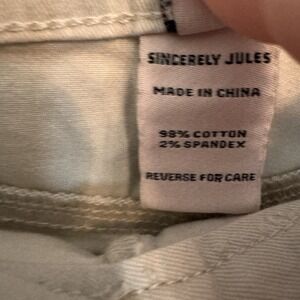 SINCERELY JULES
MADE IN CHINA
98% COTTON
2% SPANDEX
REVERSE FOR CARE